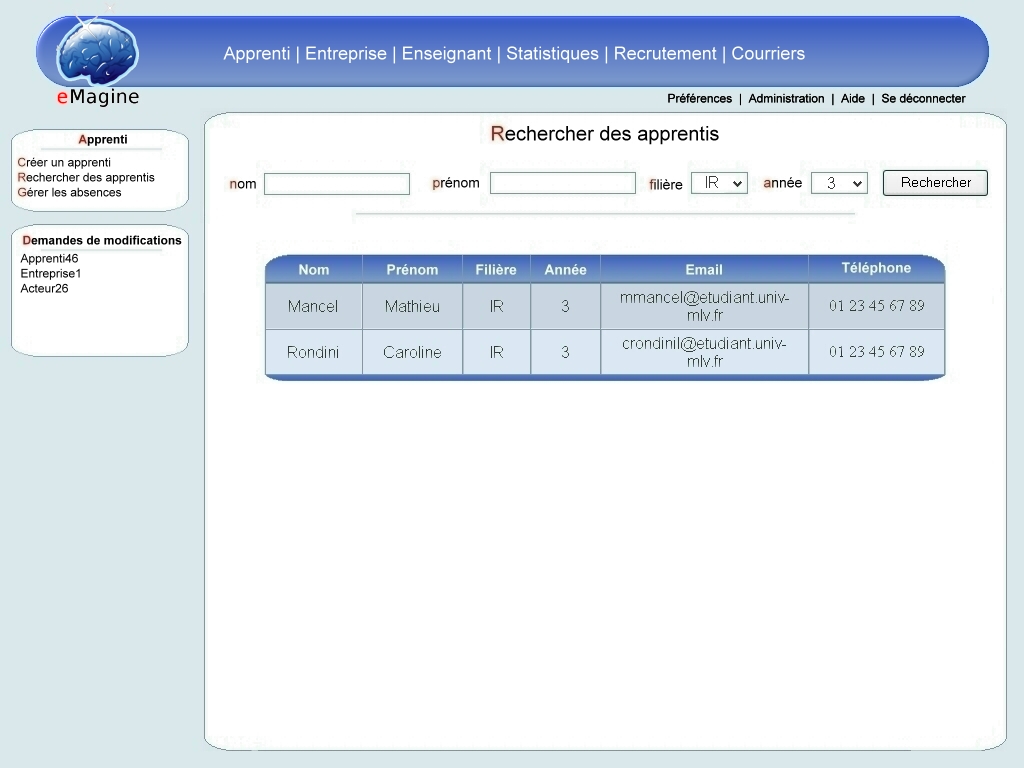 Apprenti | Entreprise | Enseignant | Statistiques | Recrutement | Courriers
eMagine
Préférences | Administration | Aide | Se déconnecter
Apprenti
Créer un apprenti
Rechercher des apprentis
Gérer les absences
Demandes de modifications
Apprenti46
Entreprise1
Acteur26
Rechercher des apprentis
nom prénom filière IR année 3 Rechercher
Nom Prénom Filière Année Email Téléphone
Mancel Mathieu IR 3 mmancel@etudiant.univ-
mlv.fr 01 23 45 67 89
Rondini Caroline IR 3 crondinil@etudiant.univ-
mlv.fr 01 23 45 67 89